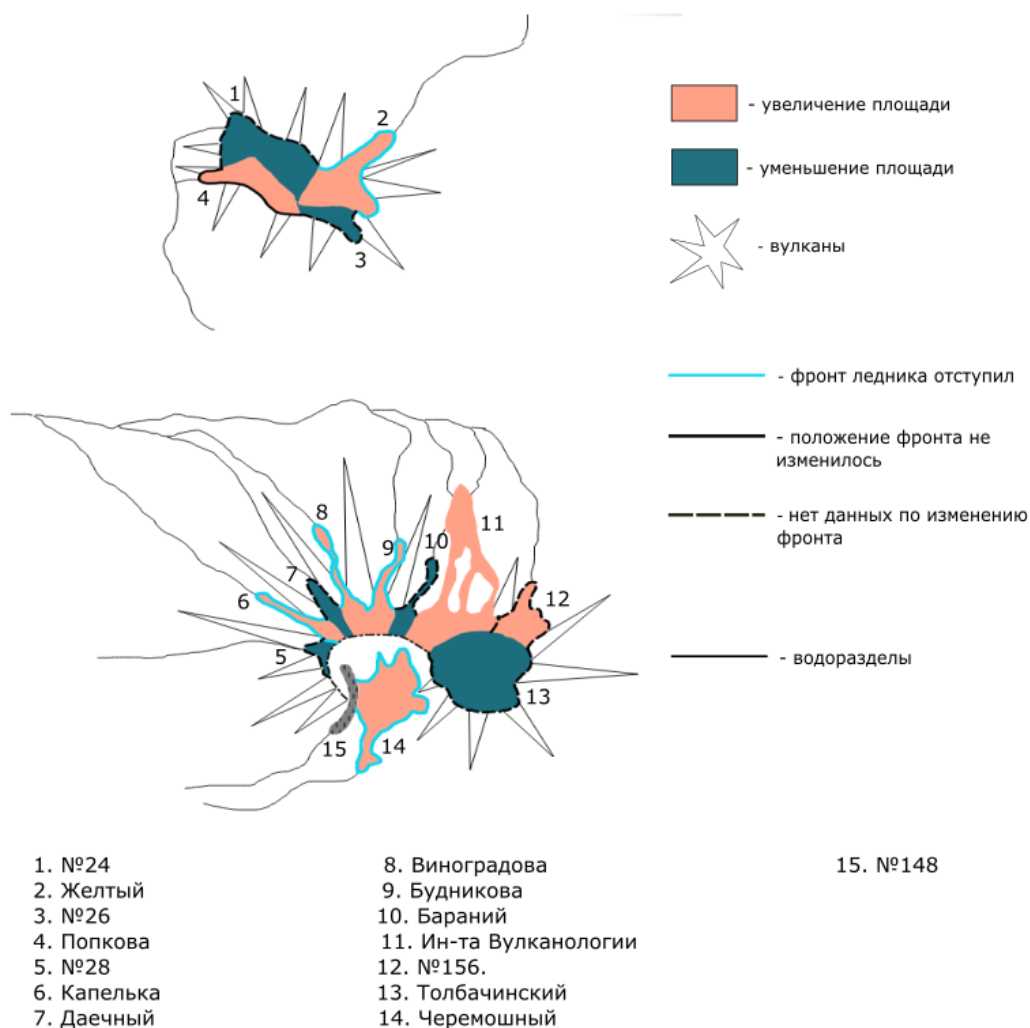 1
2
4
3
- увеличение площади
- уменьшение площади
- вулканы
- фронт ледника отступил
- положение фронта не
изменилось
- нет данных по изменению
фронта
- водоразделы
8
11
9
10
7
6
12
5
13
15
14
1. №24
2. Желтый
3. №26
4. Попкова
5. №28
6. Капелька
7. Даечный
8. Виноградова
9. Будникова
10. Бараний
11. Ин-та Вулканологии
12. №156.
13. Толбачинский
14. Черемошный
15. №148